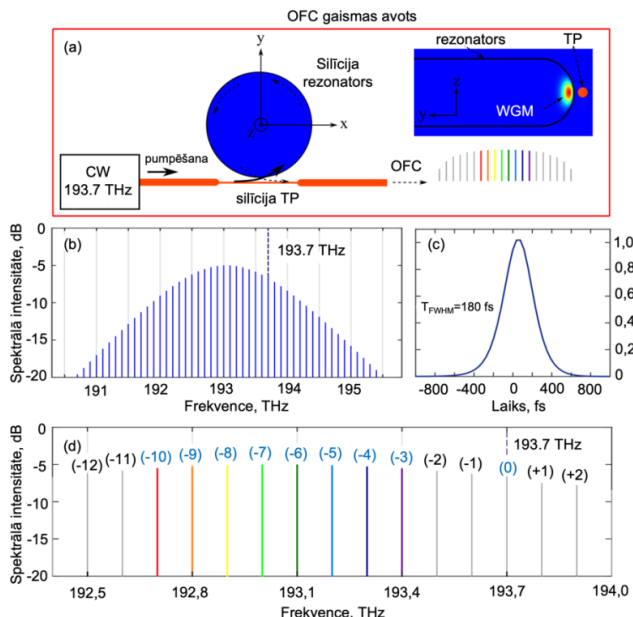 OFC gaismas avots
(a)
y
Silīcija
rezonators
x
z
CW
193.7 THz
pumpēšana
silīcija TP
OFC
rezonators
TP
z
y
WGM
(b)
Spektrālā intensitāte, dB
0
-5
-10
-15
-20
193.7 THz
191
192
193
194
195
Frekvence, THz
(c)
T_FWHM=180 fs
1,0
0,8
0,6
0,4
0,2
0
-800
-400
0
400
800
Laiks, fs
(d)
Spektrālā intensitāte, dB
0
-5
-10
-15
-20
193.7 THz
(-12) (-11) (-10) (-9) (-8) (-7) (-6) (-5) (-4) (-3) (-2) (-1) (0) (+1) (+2)
192,5
192,8
193,1
193,4
193,7
194,0
Frekvence, THz